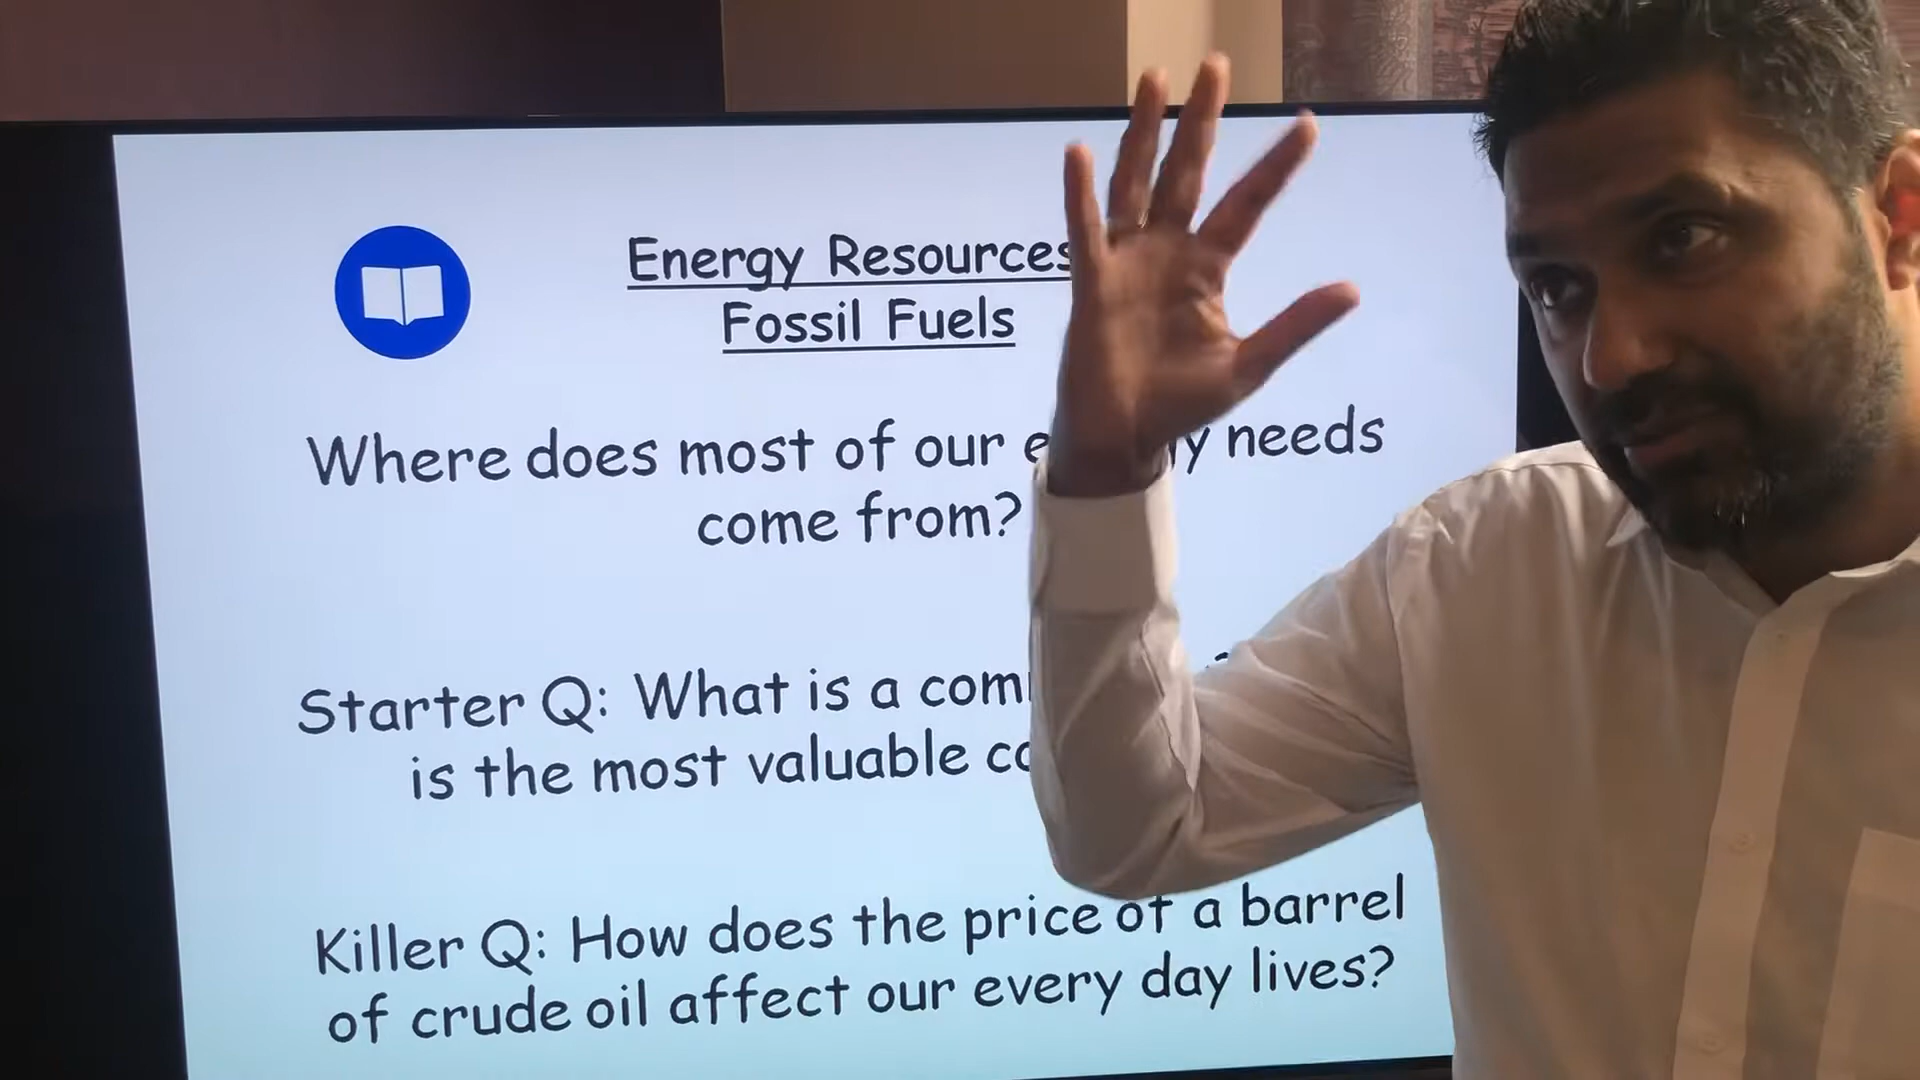 Energy Resources
Fossil Fuels
Where does most of our needs
come from?
Starter Q: What is a
is the most valuable
Killer Q: How does the price of a barrel
of crude oil affect our every day lives?